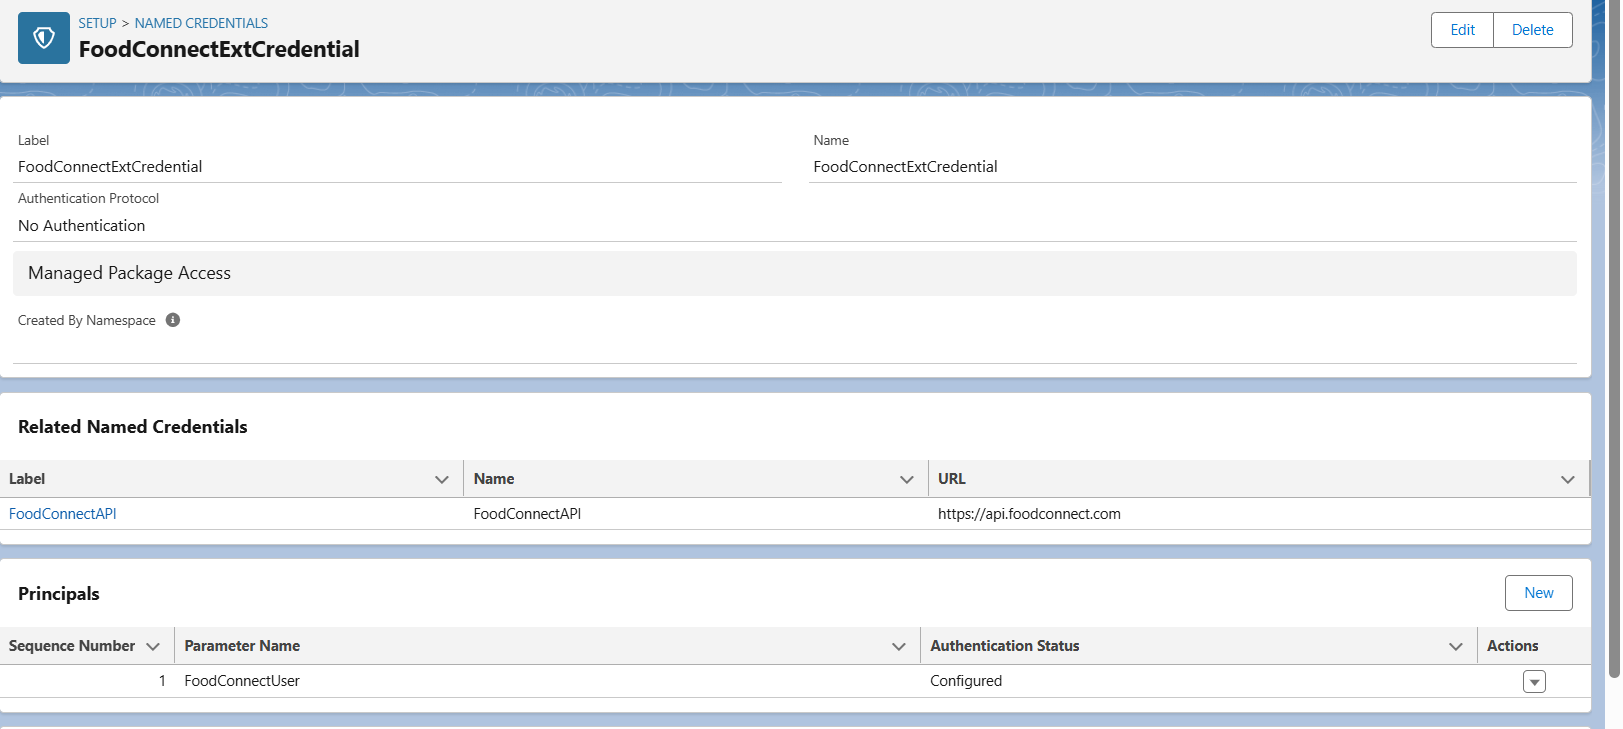 SETUP > NAMED CREDENTIALS
FoodConnectExtCredential
Edit
Delete
Label
Name
FoodConnectExtCredential
FoodConnectExtCredential
Authentication Protocol
No Authentication
Managed Package Access
Created By Namespace
Related Named Credentials
Label
Name
URL
FoodConnectAPI
FoodConnectAPI
https://api.foodconnect.com
Principals
New
Sequence Number
Parameter Name
Authentication Status
Actions
1
FoodConnectUser
Configured